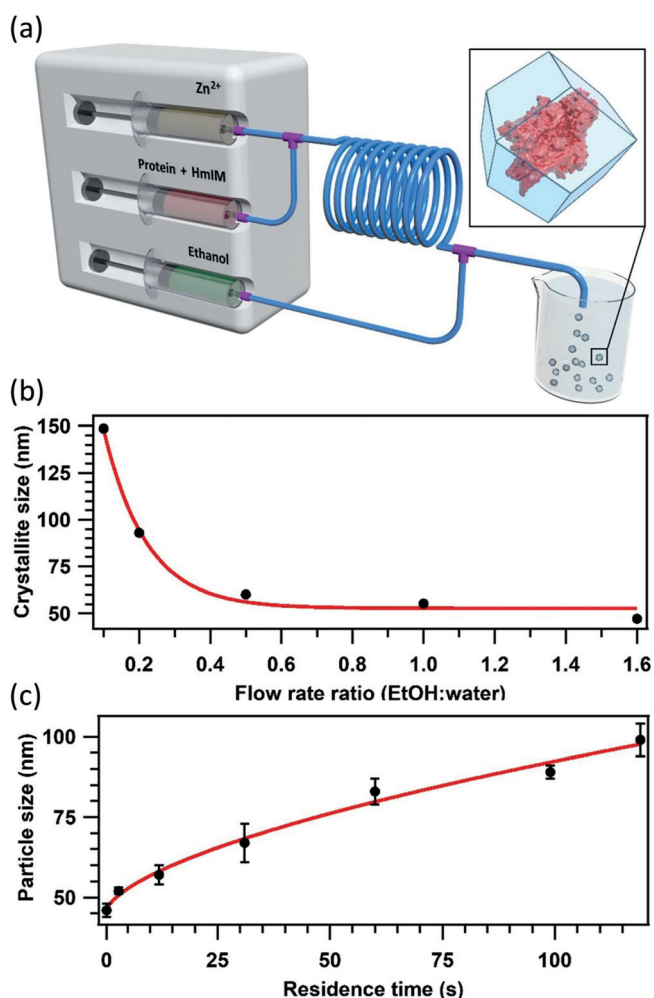 (a)
Zn2+
Protein + HmIM
Ethanol
(b)
Crystallite size (nm)
150
125
100
75
50
0.2 0.4 0.6 0.8 1.0 1.2 1.4 1.6
Flow rate ratio (EtOH:water)
(c)
Particle size (nm)
100
75
50
0 25 50 75 100
Residence time (s)